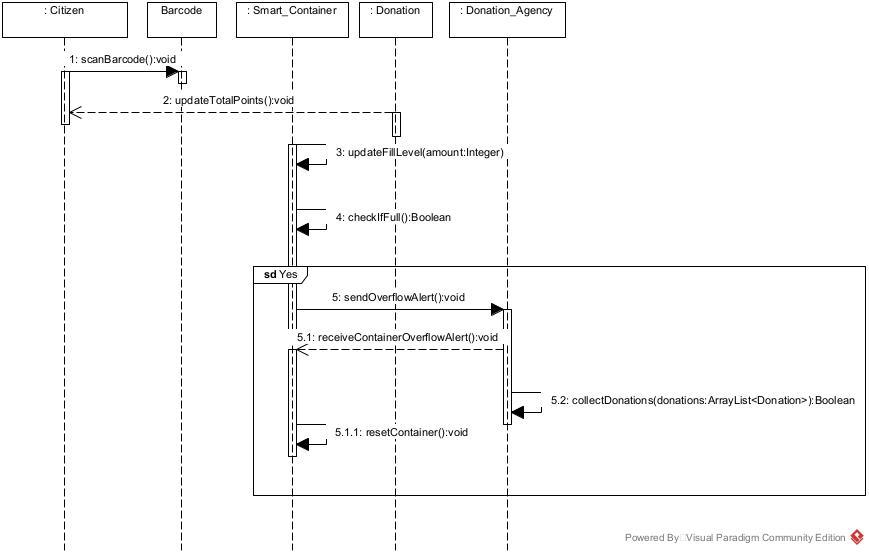 : Citizen
Barcode
: Smart_Container
: Donation
: Donation_Agency
1: scanBarcode():void
2: updateTotalPoints():void
3: updateFillLevel(amount:Integer)
4: checkIfFull():Boolean
sd Yes
5: sendOverflowAlert():void
5.1: receiveContainerOverflowAlert():void
5.2: collectDonations(donations:ArrayList<Donation>):Boolean
5.1.1: resetContainer():void
Powered By Visual Paradigm Community Edition